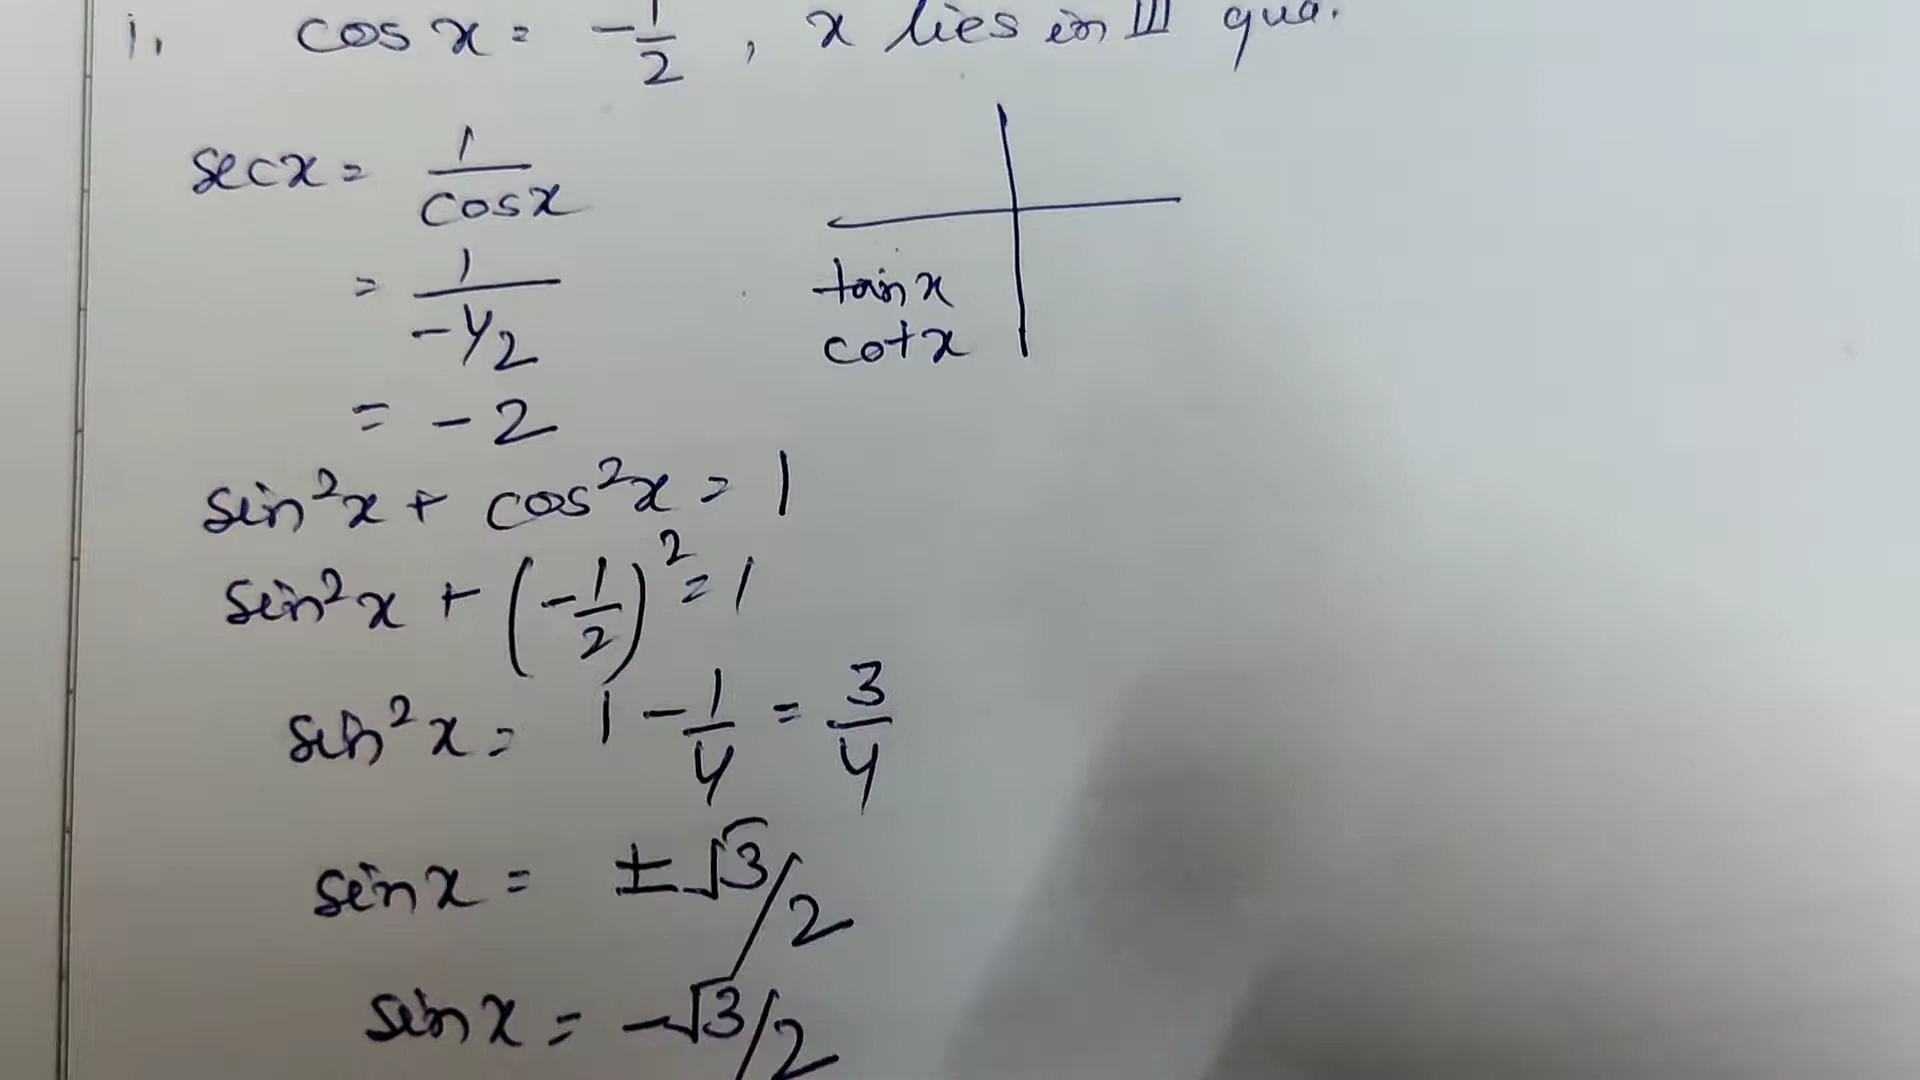 1. cos x = -1/2, x lies in III qua.
sec x = 1/cos x
= 1/-1/2
= -2
tan x
cot x
sin²x + cos²x = 1
sin²x + (-1/2)² = 1
sin²x = 1 - 1/4 = 3/4
sin x = ±√3/2
sin x = -√3/2